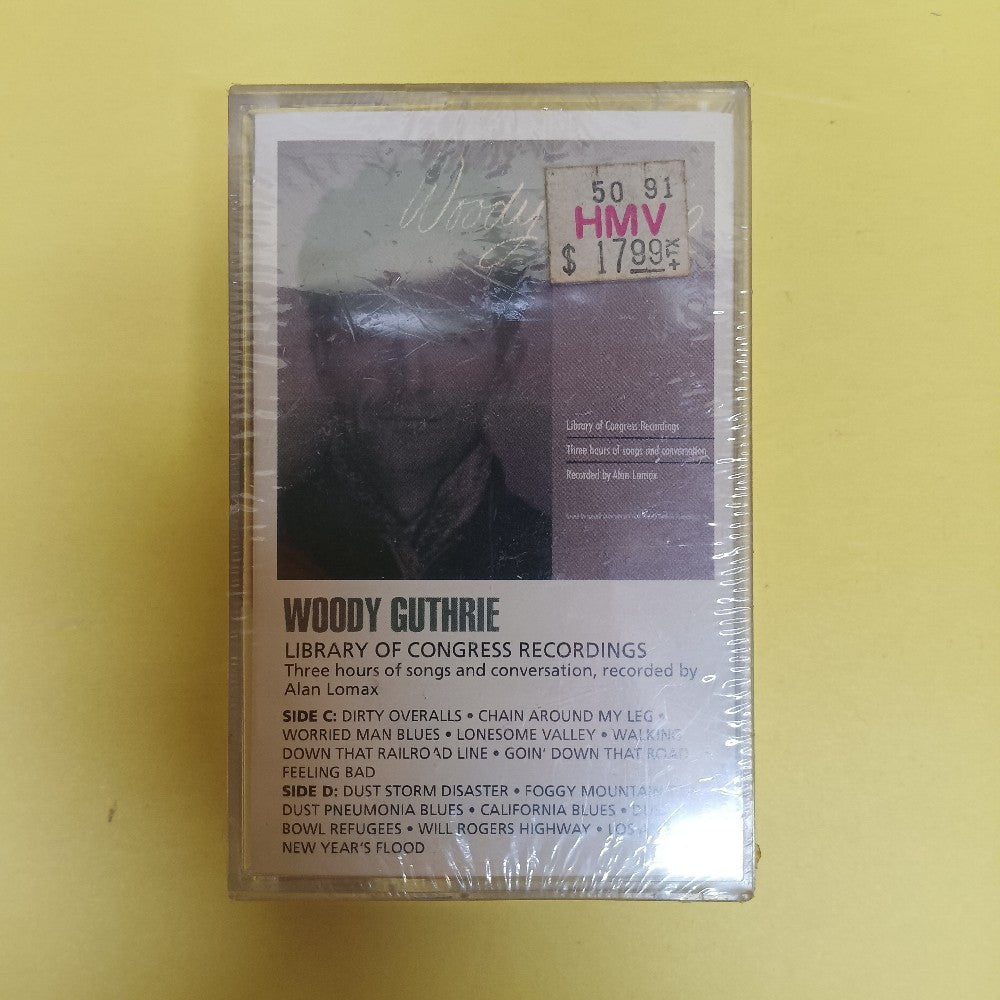 Woody
50 91
HMV
$ 17.99 +TX
Library of Congress Recordings
Three hours of songs and conversation
Recorded by Alan Lomax
WOODY GUTHRIE
LIBRARY OF CONGRESS RECORDINGS
Three hours of songs and conversation, recorded by
Alan Lomax
SIDE C: DIRTY OVERALLS • CHAIN AROUND MY LEG •
WORRIED MAN BLUES • LONESOME VALLEY • WALKING
DOWN THAT RAILROAD LINE • GOIN' DOWN THAT ROAD
FEELING BAD
SIDE D: DUST STORM DISASTER • FOGGY MOUNTAIN
DUST PNEUMONIA BLUES • CALIFORNIA BLUES •
BOWL REFUGEES • WILL ROGERS HIGHWAY • LOS
NEW YEAR'S FLOOD